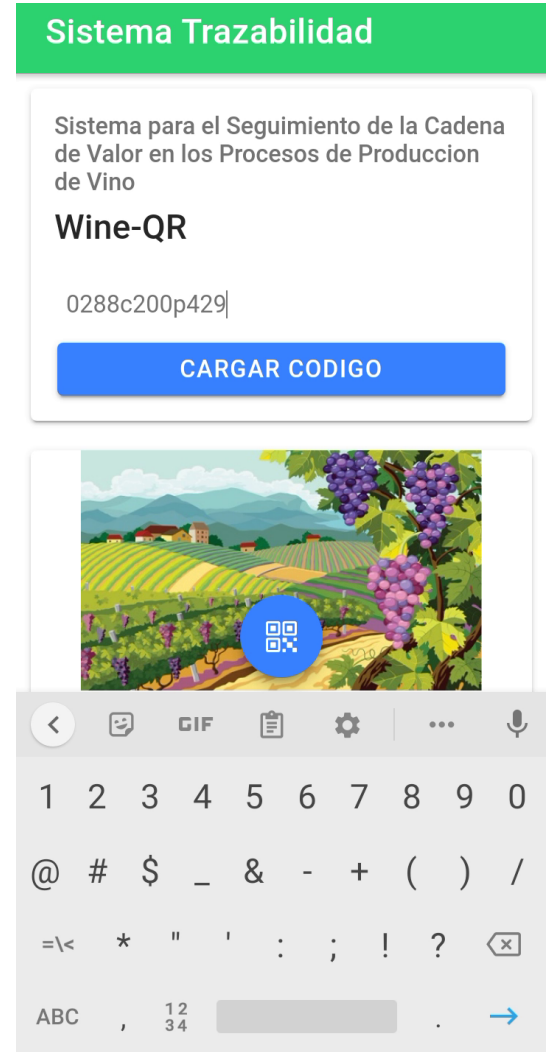 Sistema Trazabilidad
Sistema para el Seguimiento de la Cadena
de Valor en los Procesos de Produccion
de Vino
Wine-QR
0288c200p429
CARGAR CODIGO
GIF
1 2 3 4 5 6 7 8 9 0
@ # $ _ & - + ( ) /
=\< * " ' : ; ! ?
ABC , 12 34 .